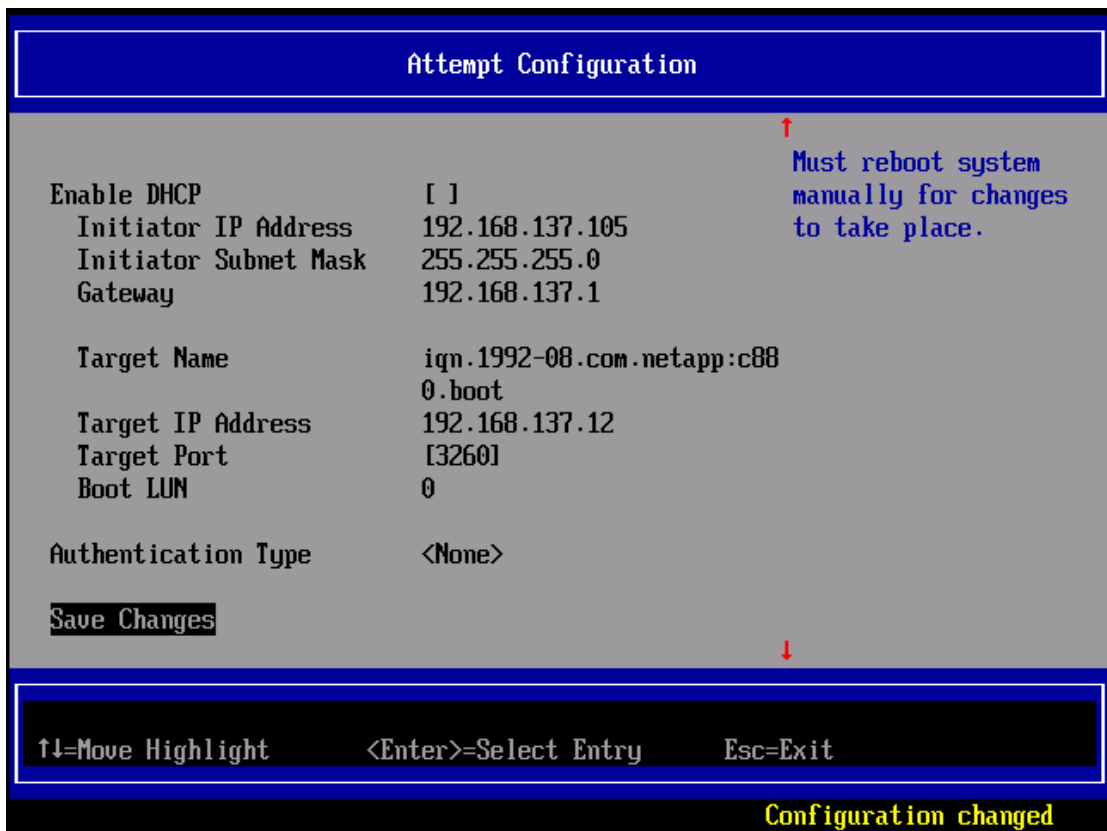 Attempt Configuration
↑
Must reboot system
Enable DHCP [ ] manually for changes
Initiator IP Address 192.168.137.105 to take place.
Initiator Subnet Mask 255.255.255.0
Gateway 192.168.137.1
Target Name iqn.1992-08.com.netapp:c88
0.boot
Target IP Address 192.168.137.12
Target Port [3260]
Boot LUN 0
Authentication Type <None>
Save Changes
↓
↑↓=Move Highlight <Enter>=Select Entry Esc=Exit
Configuration changed